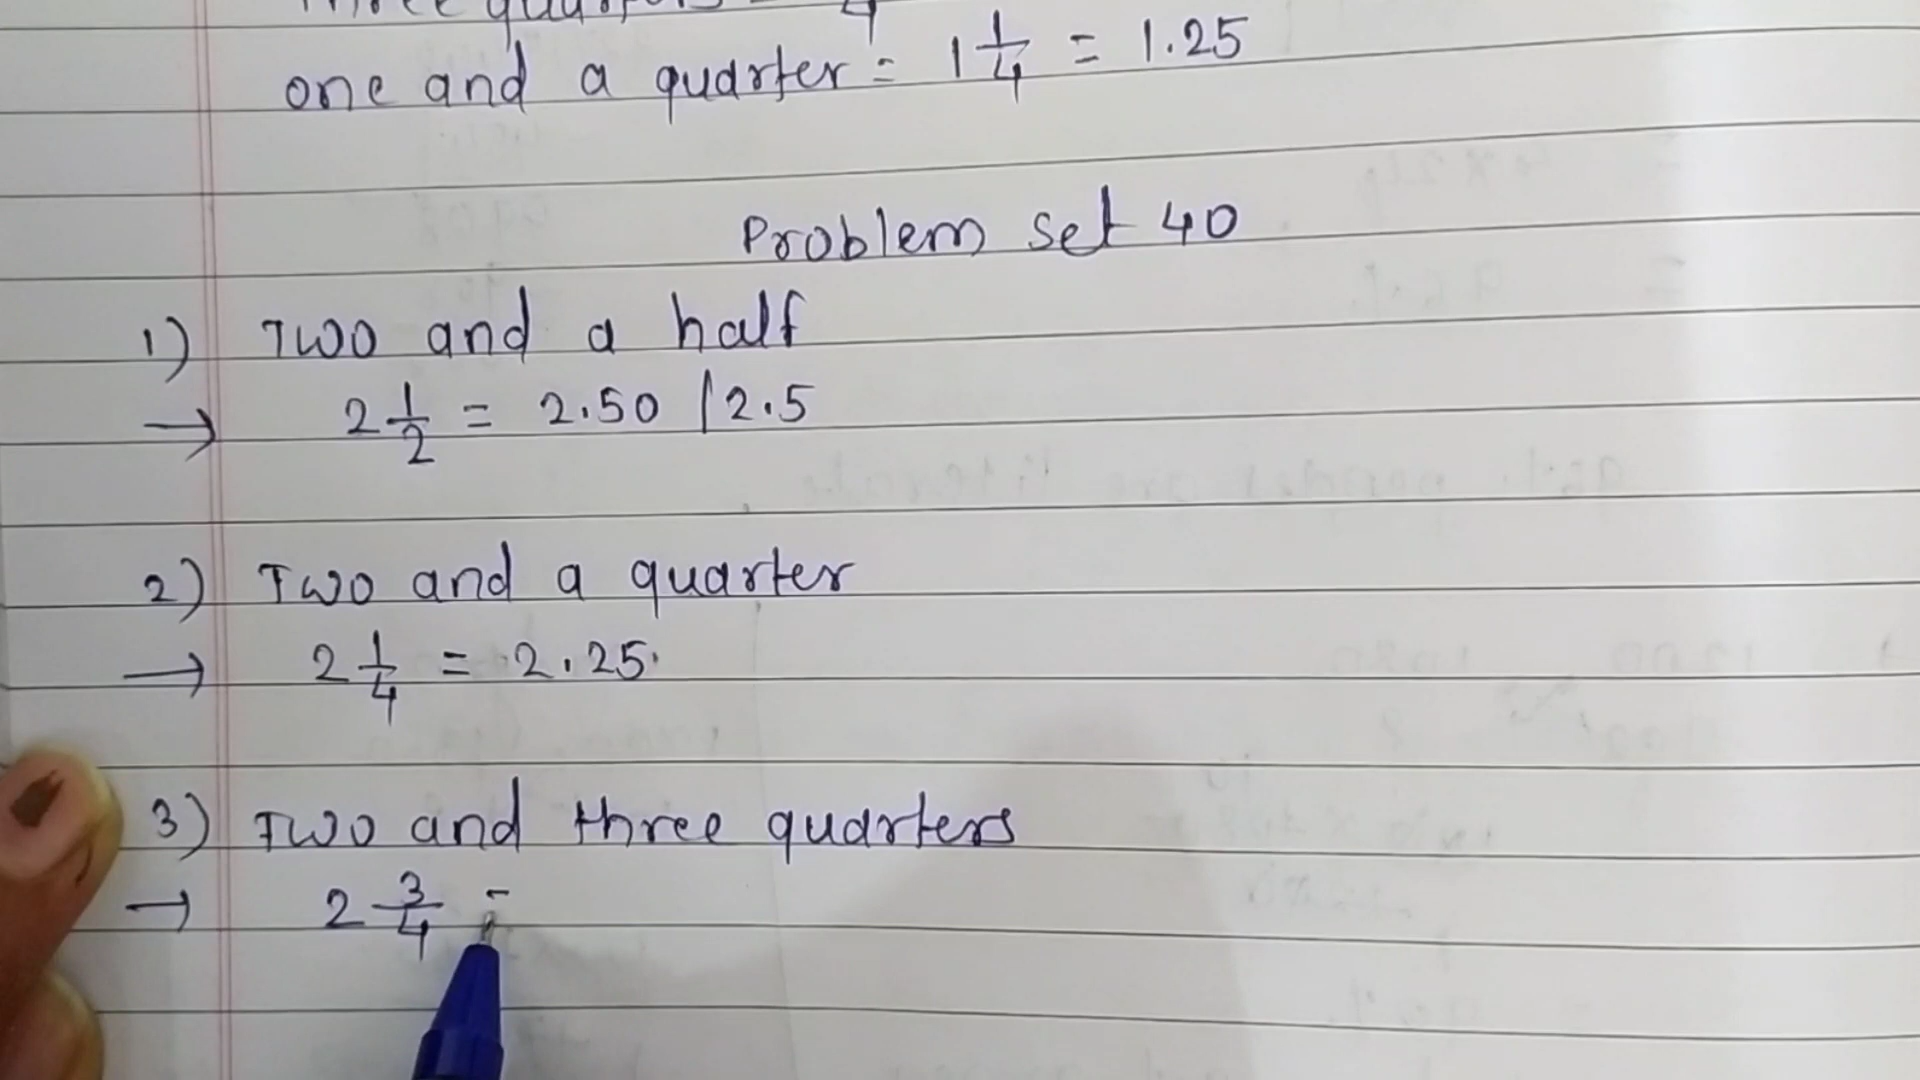 Three quarters =
one and a quarter = 1 1/4 = 1.25
Problem set 40
1) Two and a half
→ 2 1/2 = 2.50 / 2.5
2) Two and a quarter
→ 2 1/4 = 2.25
3) Two and three quarters
→ 2 3/4 =